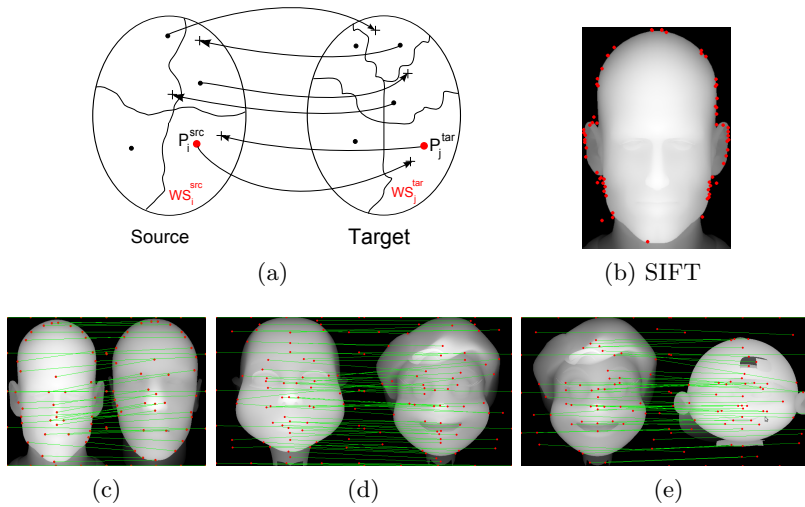 P_i^src
P_j^tar
WS_i^src
WS_j^tar
Source
Target
(a)
(b) SIFT
(c)
(d)
(e)